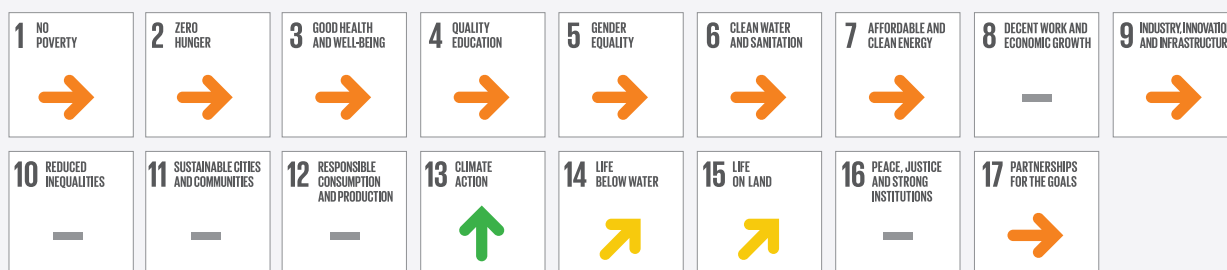 1 NO
POVERTY
2 ZERO
HUNGER
3 GOOD HEALTH
AND WELL-BEING
4 QUALITY
EDUCATION
5 GENDER
EQUALITY
6 CLEAN WATER
AND SANITATION
7 AFFORDABLE AND
CLEAN ENERGY
8 DECENT WORK AND
ECONOMIC GROWTH
9 INDUSTRY, INNOVATIO
AND INFRASTRUCTUR
10 REDUCED
INEQUALITIES
11 SUSTAINABLE CITIES
AND COMMUNITIES
12 RESPONSIBLE
CONSUMPTION
AND PRODUCTION
13 CLIMATE
ACTION
14 LIFE
BELOW WATER
15 LIFE
ON LAND
16 PEACE, JUSTICE
AND STRONG
INSTITUTIONS
17 PARTNERSHIPS
FOR THE GOALS